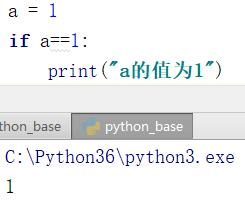 a = 1
if a==1:
    print("a的值为1")
thon_base
python_base
C:\Python36\python3.exe
1